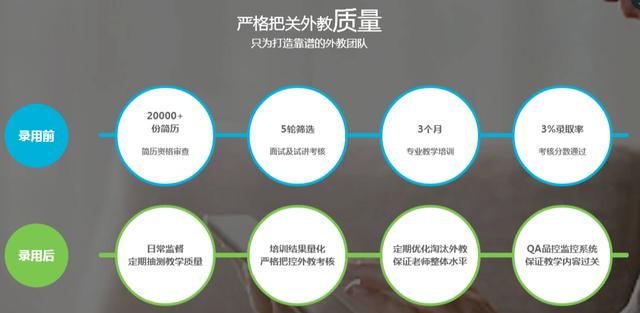 严格把关外教质量
只为打造靠谱的外教团队
录用前
20000+
份简历
简历资格审查
5轮筛选
面试及试讲考核
3个月
专业教学培训
3%录取率
考核分数通过
录用后
日常监督
定期抽测教学质量
培训结果量化
严格把控外教考核
定期优化淘汰外教
保证老师整体水平
QA品控监控系统
保证教学内容过关